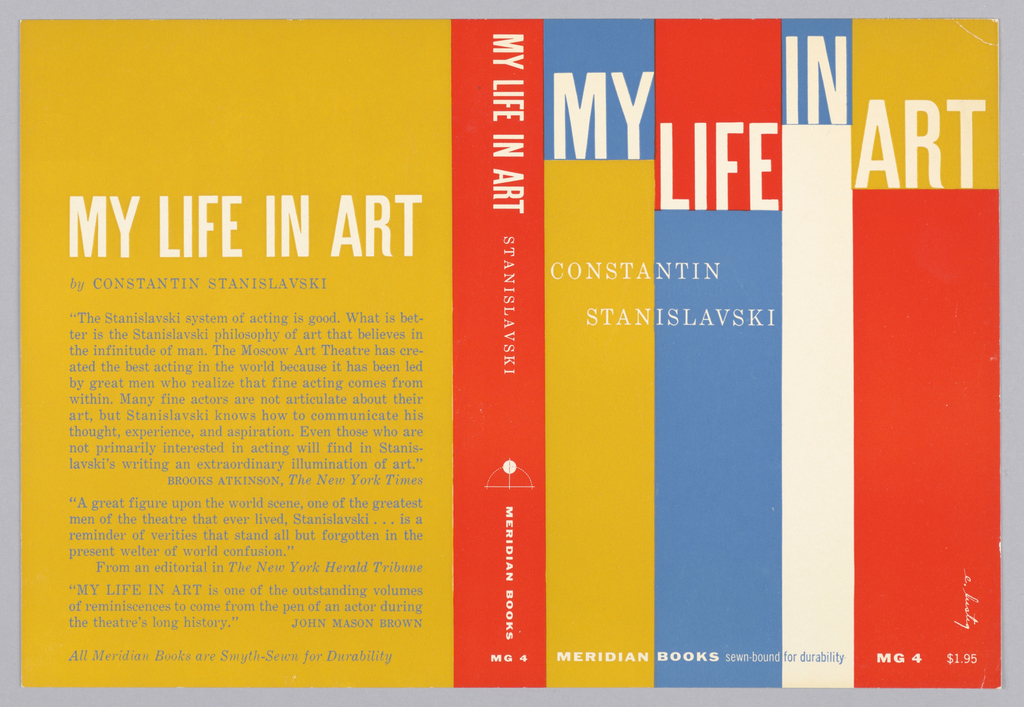 MY LIFE IN ART
by CONSTANTIN STANISLAVSKI
“The Stanislavski system of acting is good. What is bet-
ter is the Stanislavski philosophy of art that believes in
the infinitude of man. The Moscow Art Theatre has cre-
ated the best acting in the world because it has been led
by great men who realize that fine acting comes from
within. Many fine actors are not articulate about their
art, but Stanislavski knows how to communicate his
thought, experience, and aspiration. Even those who are
not primarily interested in acting will find in Stanis-
lavski’s writing an extraordinary illumination of art.”
BROOKS ATKINSON, The New York Times
“A great figure upon the world scene, one of the greatest
men of the theatre that ever lived, Stanislavski . . . is a
reminder of verities that stand all but forgotten in the
present welter of world confusion.”
From an editorial in The New York Herald Tribune
“MY LIFE IN ART is one of the outstanding volumes
of reminiscences to come from the pen of an actor during
the theatre’s long history.” JOHN MASON BROWN
All Meridian Books are Smyth-Sewn for Durability
MY LIFE IN ART
STANISLAVSKI
MERIDIAN BOOKS
MG 4
MY
LIFE
IN
ART
CONSTANTIN
STANISLAVSKI
e. lustig
MERIDIAN BOOKS sewn-bound for durability MG 4 $1.95